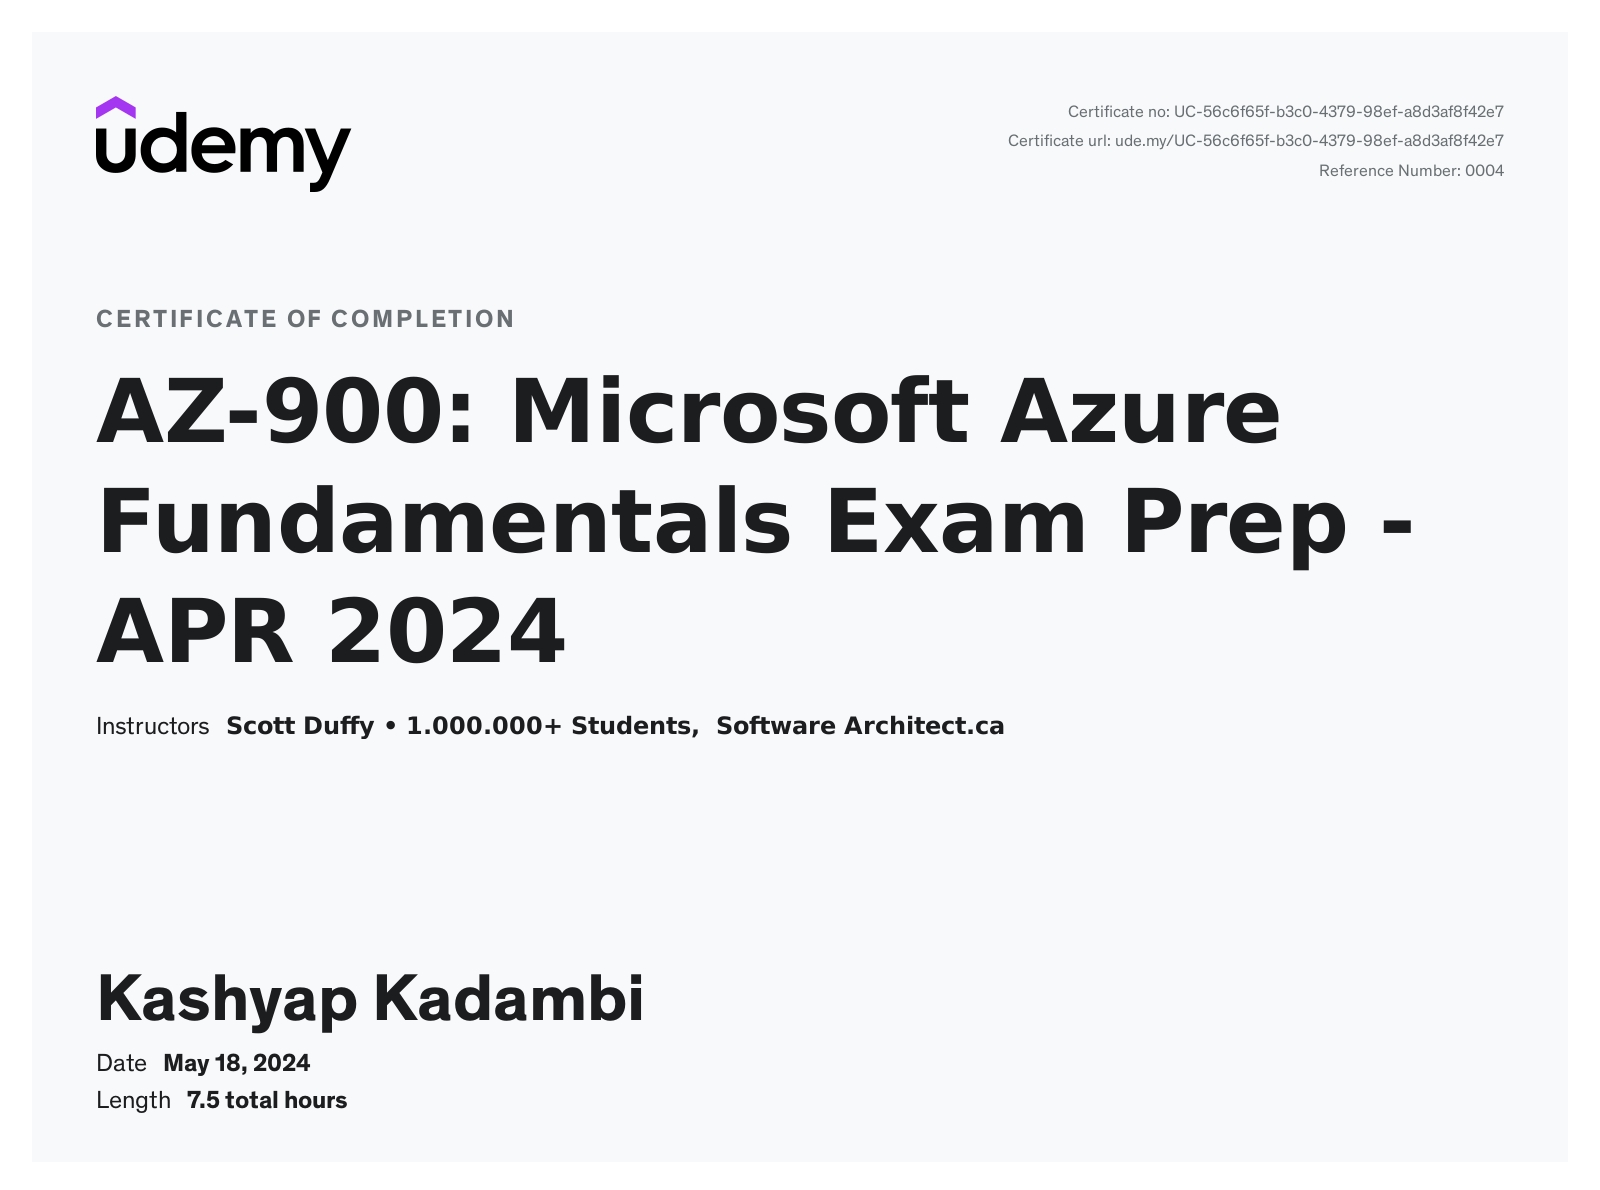 udemy
Certificate no: UC-56c6f65f-b3c0-4379-98ef-a8d3af8f42e7
Certificate url: ude.my/UC-56c6f65f-b3c0-4379-98ef-a8d3af8f42e7
Reference Number: 0004
CERTIFICATE OF COMPLETION
AZ-900: Microsoft Azure
Fundamentals Exam Prep -
APR 2024
Instructors Scott Duffy • 1.000.000+ Students, Software Architect.ca
Kashyap Kadambi
Date May 18, 2024
Length 7.5 total hours